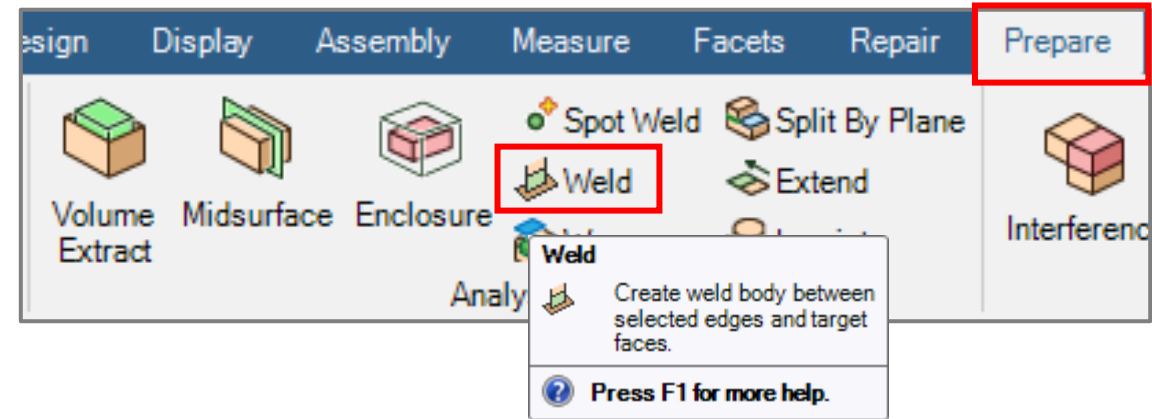 esign Display Assembly Measure Facets Repair Prepare
Spot Weld Split By Plane
Weld Extend
Volume Extract Midsurface Enclosure
Interferenc
Analy
Weld
Create weld body between
selected edges and target
faces.
Press F1 for more help.